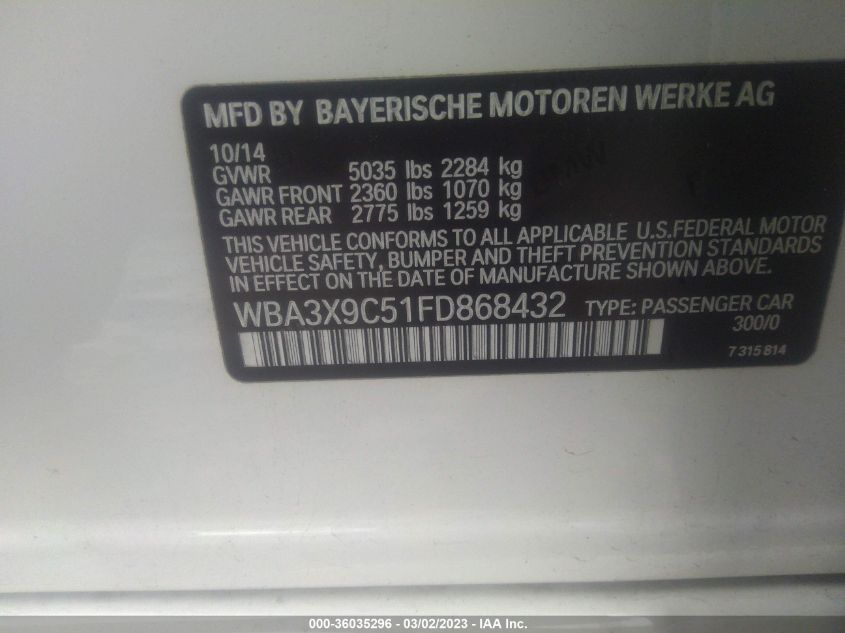 MFD BY BAYERISCHE MOTOREN WERKE AG
10/14
GVWR 5035 lbs 2284 kg
GAWR FRONT 2360 lbs 1070 kg
GAWR REAR 2775 lbs 1259 kg
THIS VEHICLE CONFORMS TO ALL APPLICABLE U.S.FEDERAL MOTOR
VEHICLE SAFETY, BUMPER AND THEFT PREVENTION STANDARDS
IN EFFECT ON THE DATE OF MANUFACTURE SHOWN ABOVE.
WBA3X9C51FD868432 TYPE: PASSENGER CAR
300/0
7 315 814
000-36035296 - 03/02/2023 - IAA Inc.